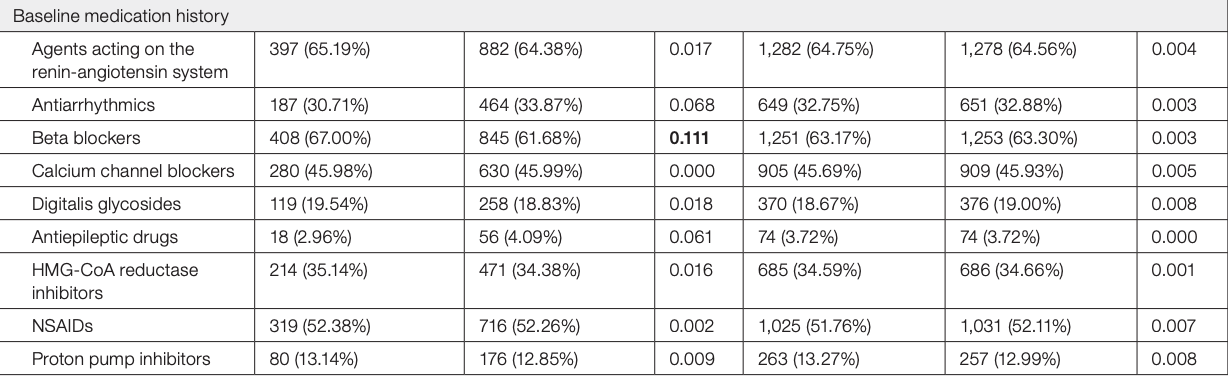 Baseline medication history
Agents acting on the renin-angiotensin system 397 (65.19%) 882 (64.38%) 0.017 1,282 (64.75%) 1,278 (64.56%) 0.004
Antiarrhythmics 187 (30.71%) 464 (33.87%) 0.068 649 (32.75%) 651 (32.88%) 0.003
Beta blockers 408 (67.00%) 845 (61.68%) 0.111 1,251 (63.17%) 1,253 (63.30%) 0.003
Calcium channel blockers 280 (45.98%) 630 (45.99%) 0.000 905 (45.69%) 909 (45.93%) 0.005
Digitalis glycosides 119 (19.54%) 258 (18.83%) 0.018 370 (18.67%) 376 (19.00%) 0.008
Antiepileptic drugs 18 (2.96%) 56 (4.09%) 0.061 74 (3.72%) 74 (3.72%) 0.000
HMG-CoA reductase inhibitors 214 (35.14%) 471 (34.38%) 0.016 685 (34.59%) 686 (34.66%) 0.001
NSAIDs 319 (52.38%) 716 (52.26%) 0.002 1,025 (51.76%) 1,031 (52.11%) 0.007
Proton pump inhibitors 80 (13.14%) 176 (12.85%) 0.009 263 (13.27%) 257 (12.99%) 0.008